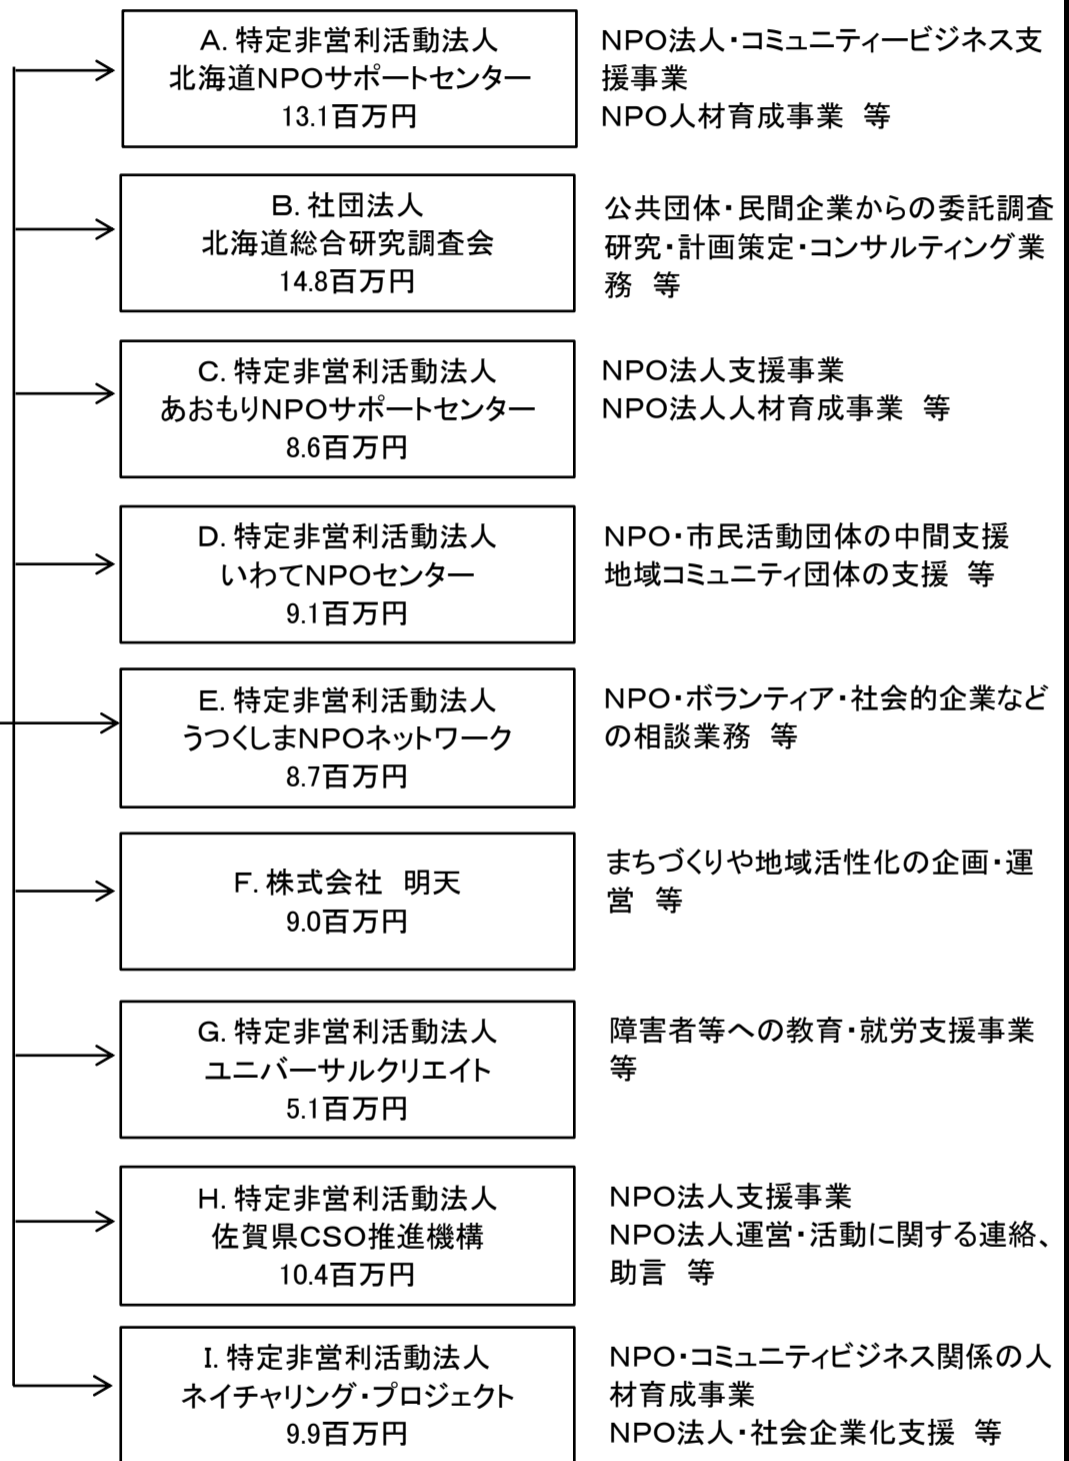 A. 特定非営利活動法人
北海道NPOサポートセンター
13.1百万円
NPO法人・コミュニティービジネス支
援事業
NPO人材育成事業　等
B. 社団法人
北海道総合研究調査会
14.8百万円
公共団体・民間企業からの委託調査
研究・計画策定・コンサルティング業
務　等
C. 特定非営利活動法人
あおもりNPOサポートセンター
8.6百万円
NPO法人支援事業
NPO法人人材育成事業　等
D. 特定非営利活動法人
いわてNPOセンター
9.1百万円
NPO・市民活動団体の中間支援
地域コミュニティ団体の支援　等
E. 特定非営利活動法人
うつくしまNPOネットワーク
8.7百万円
NPO・ボランティア・社会的企業など
の相談業務　等
F. 株式会社　明天
9.0百万円
まちづくりや地域活性化の企画・運
営　等
G. 特定非営利活動法人
ユニバーサルクリエイト
5.1百万円
障害者等への教育・就労支援事業
等
H. 特定非営利活動法人
佐賀県CSO推進機構
10.4百万円
NPO法人支援事業
NPO法人運営・活動に関する連絡、
助言　等
I. 特定非営利活動法人
ネイチャリング・プロジェクト
9.9百万円
NPO・コミュニティビジネス関係の人
材育成事業
NPO法人・社会企業化支援　等